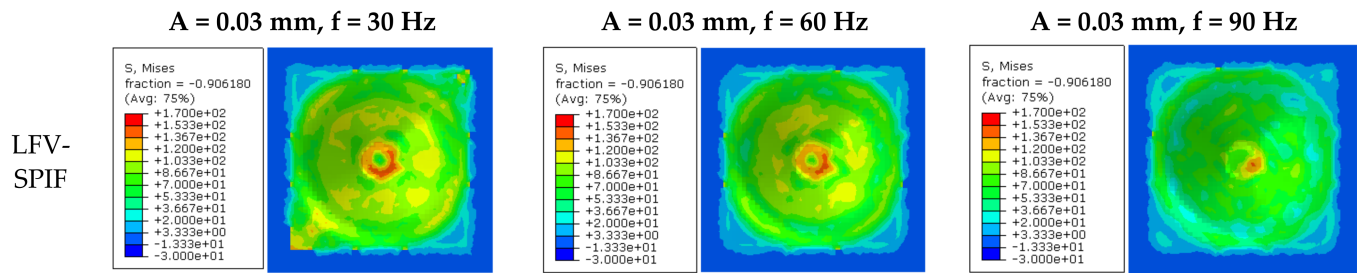 A = 0.03 mm, f = 30 Hz
A = 0.03 mm, f = 60 Hz
A = 0.03 mm, f = 90 Hz
LFV-
SPIF
S, Mises
fraction = -0.906180
(Avg: 75%)
+1.700e+02
+1.533e+02
+1.367e+02
+1.200e+02
+1.033e+02
+8.667e+01
+7.000e+01
+5.333e+01
+3.667e+01
+2.000e+01
+3.333e+00
-1.333e+01
-3.000e+01
S, Mises
fraction = -0.906180
(Avg: 75%)
+1.700e+02
+1.533e+02
+1.367e+02
+1.200e+02
+1.033e+02
+8.667e+01
+7.000e+01
+5.333e+01
+3.667e+01
+2.000e+01
+3.333e+00
-1.333e+01
-3.000e+01
S, Mises
fraction = -0.906180
(Avg: 75%)
+1.700e+02
+1.533e+02
+1.367e+02
+1.200e+02
+1.033e+02
+8.667e+01
+7.000e+01
+5.333e+01
+3.667e+01
+2.000e+01
+3.333e+00
-1.333e+01
-3.000e+01